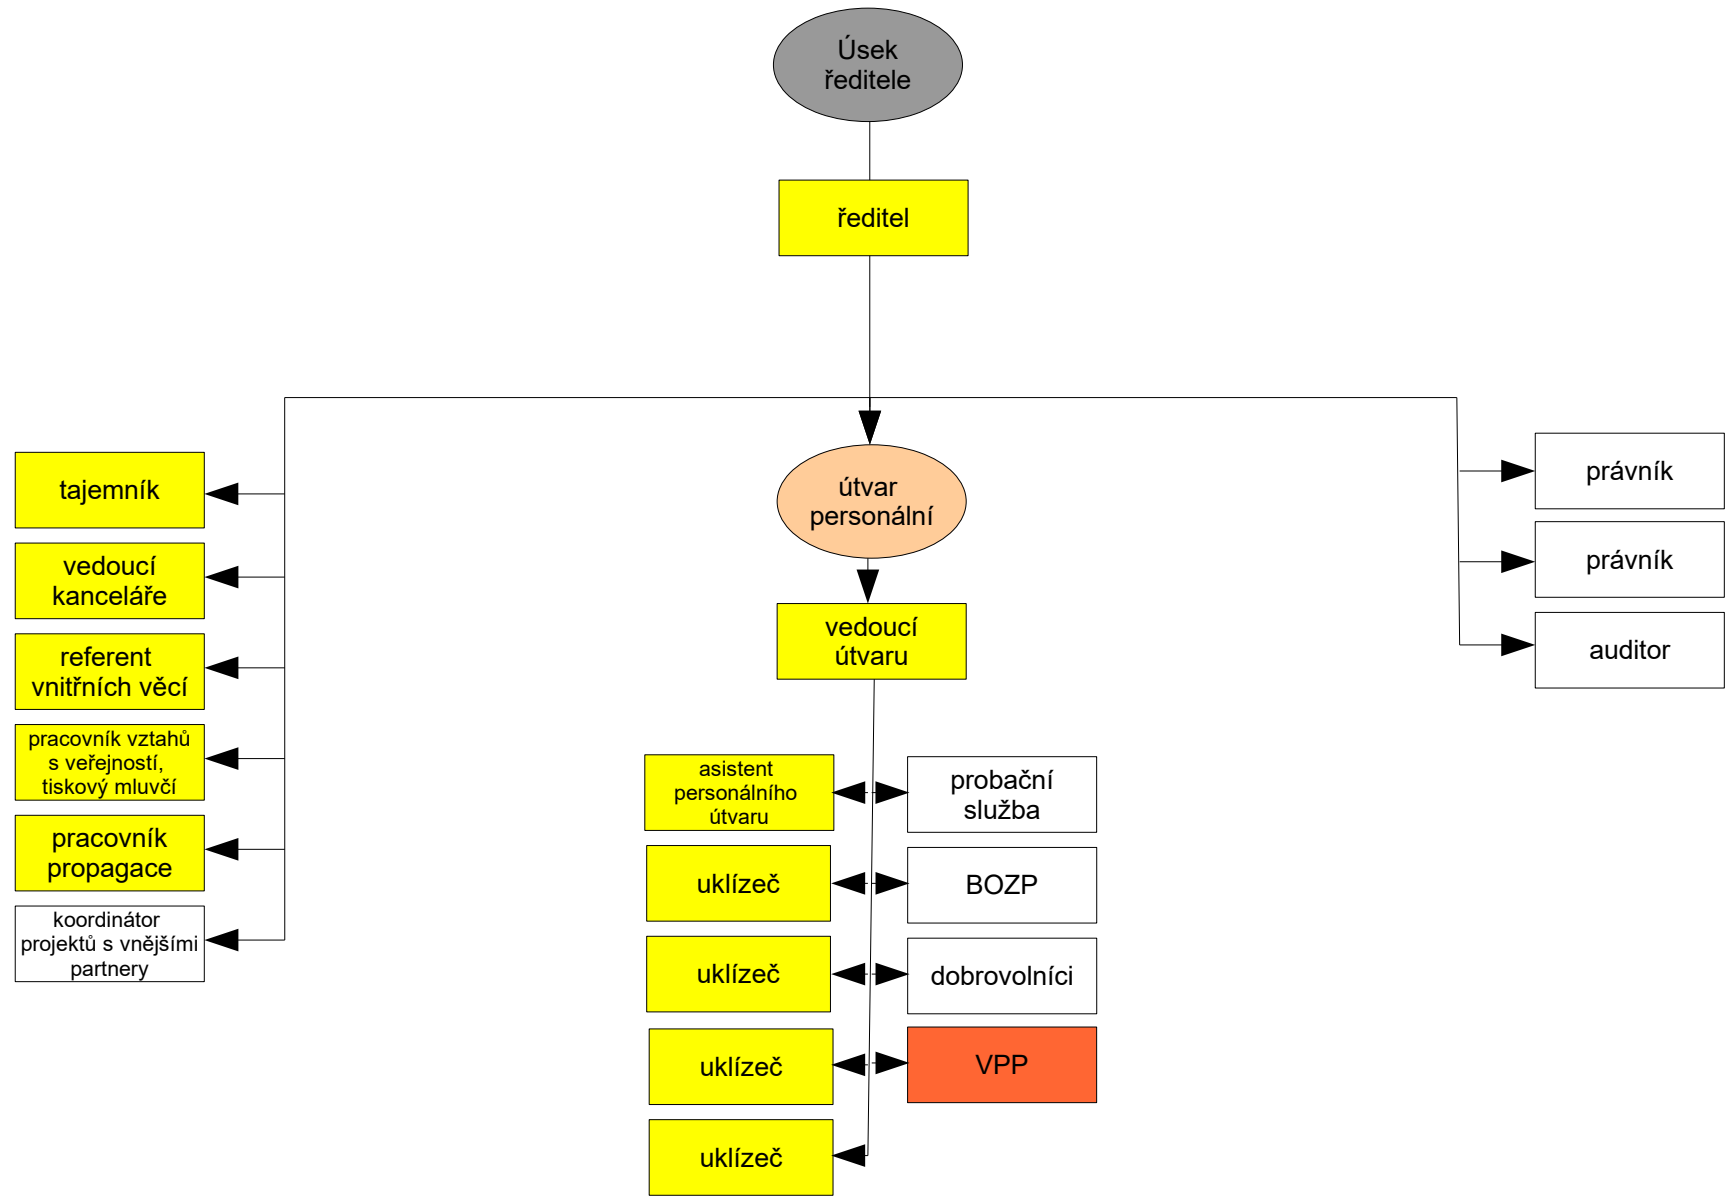 Úsek
ředitele
ředitel
tajemník
vedoucí
kanceláře
referent
vnitřních věcí
pracovník vztahů
s veřejností,
tiskový mluvčí
pracovník
propagace
koordinátor
projektů s vnějšími
partnery
útvar
personální
vedoucí
útvaru
asistent
personálního
útvaru
uklízeč
uklízeč
uklízeč
uklízeč
probační
služba
BOZP
dobrovolníci
VPP
právník
právník
auditor